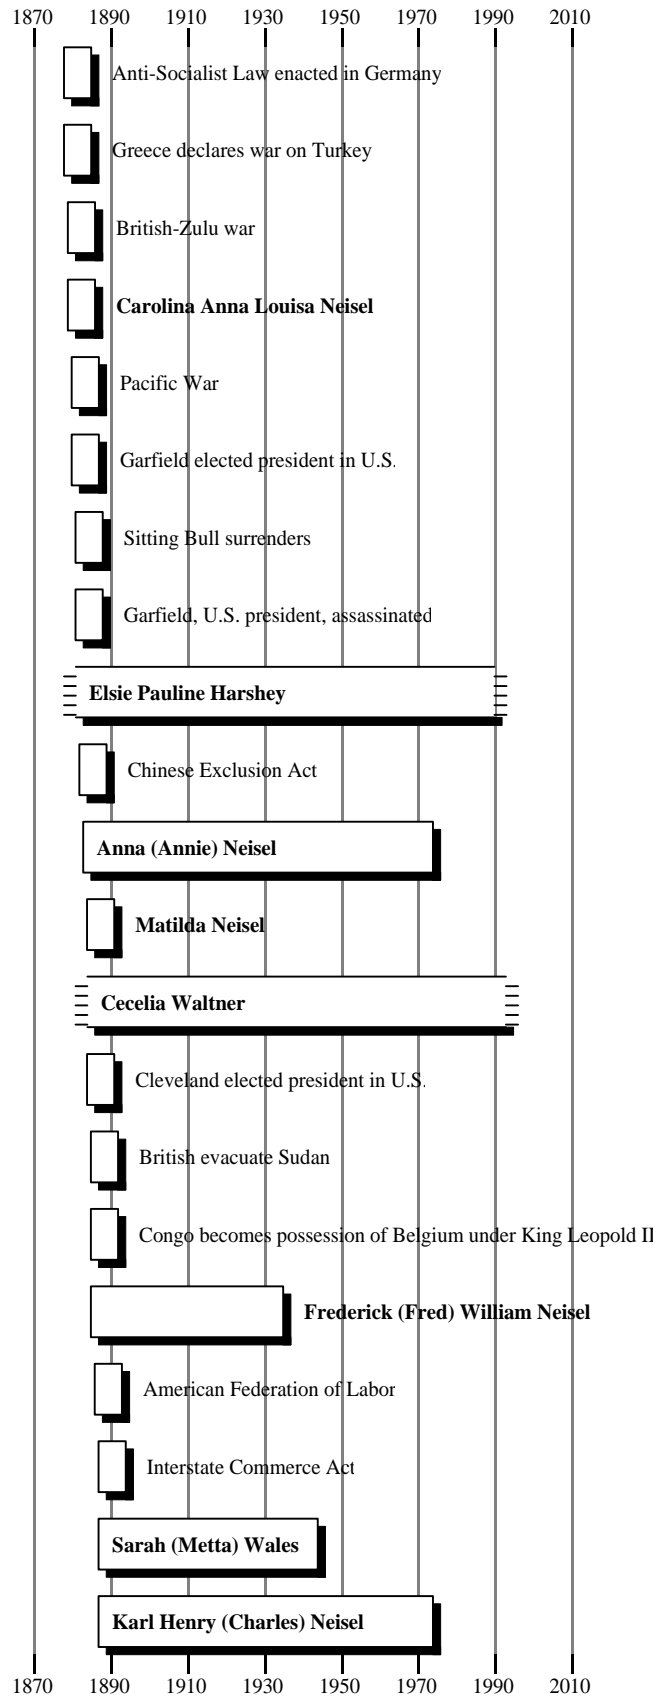 1870 1890 1910 1930 1950 1970 1990 2010
Anti-Socialist Law enacted in Germany
Greece declares war on Turkey
British-Zulu war
Carolina Anna Louisa Neisel
Pacific War
Garfield elected president in U.S.
Sitting Bull surrenders
Garfield, U.S. president, assassinated
Elsie Pauline Harshey
Chinese Exclusion Act
Anna (Annie) Neisel
Matilda Neisel
Cecelia Waltner
Cleveland elected president in U.S.
British evacuate Sudan
Congo becomes possession of Belgium under King Leopold II
Frederick (Fred) William Neisel
American Federation of Labor
Interstate Commerce Act
Sarah (Metta) Wales
Karl Henry (Charles) Neisel
1870 1890 1910 1930 1950 1970 1990 2010